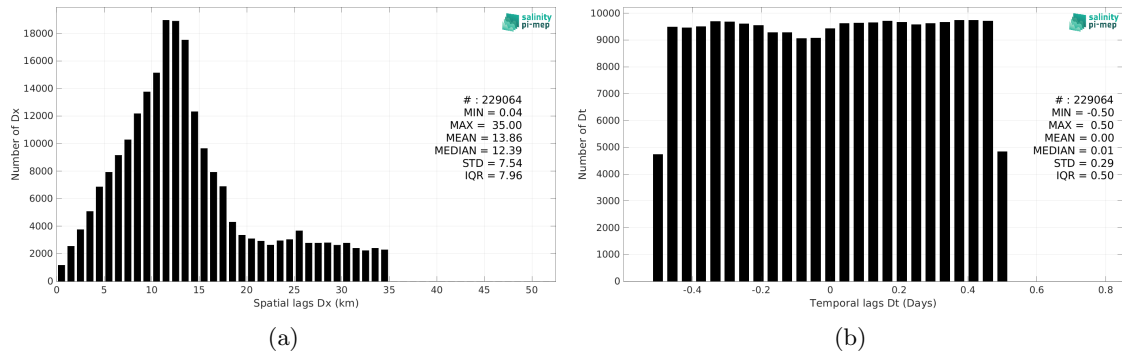 salinity
pi-mep
Number of Dx
18000
16000
14000
12000
10000
8000
6000
4000
2000
0
# : 229064
MIN = 0.04
MAX = 35.00
MEAN = 13.86
MEDIAN = 12.39
STD = 7.54
IQR = 7.96
0 5 10 15 20 25 30 35 40 45 50
Spatial lags Dx (km)
(a)
salinity
pi-mep
Number of Dt
10000
9000
8000
7000
6000
5000
4000
3000
2000
1000
0
# : 229064
MIN = -0.50
MAX = 0.50
MEAN = 0.00
MEDIAN = 0.01
STD = 0.29
IQR = 0.50
-0.4 -0.2 0 0.2 0.4 0.6 0.8
Temporal lags Dt (Days)
(b)